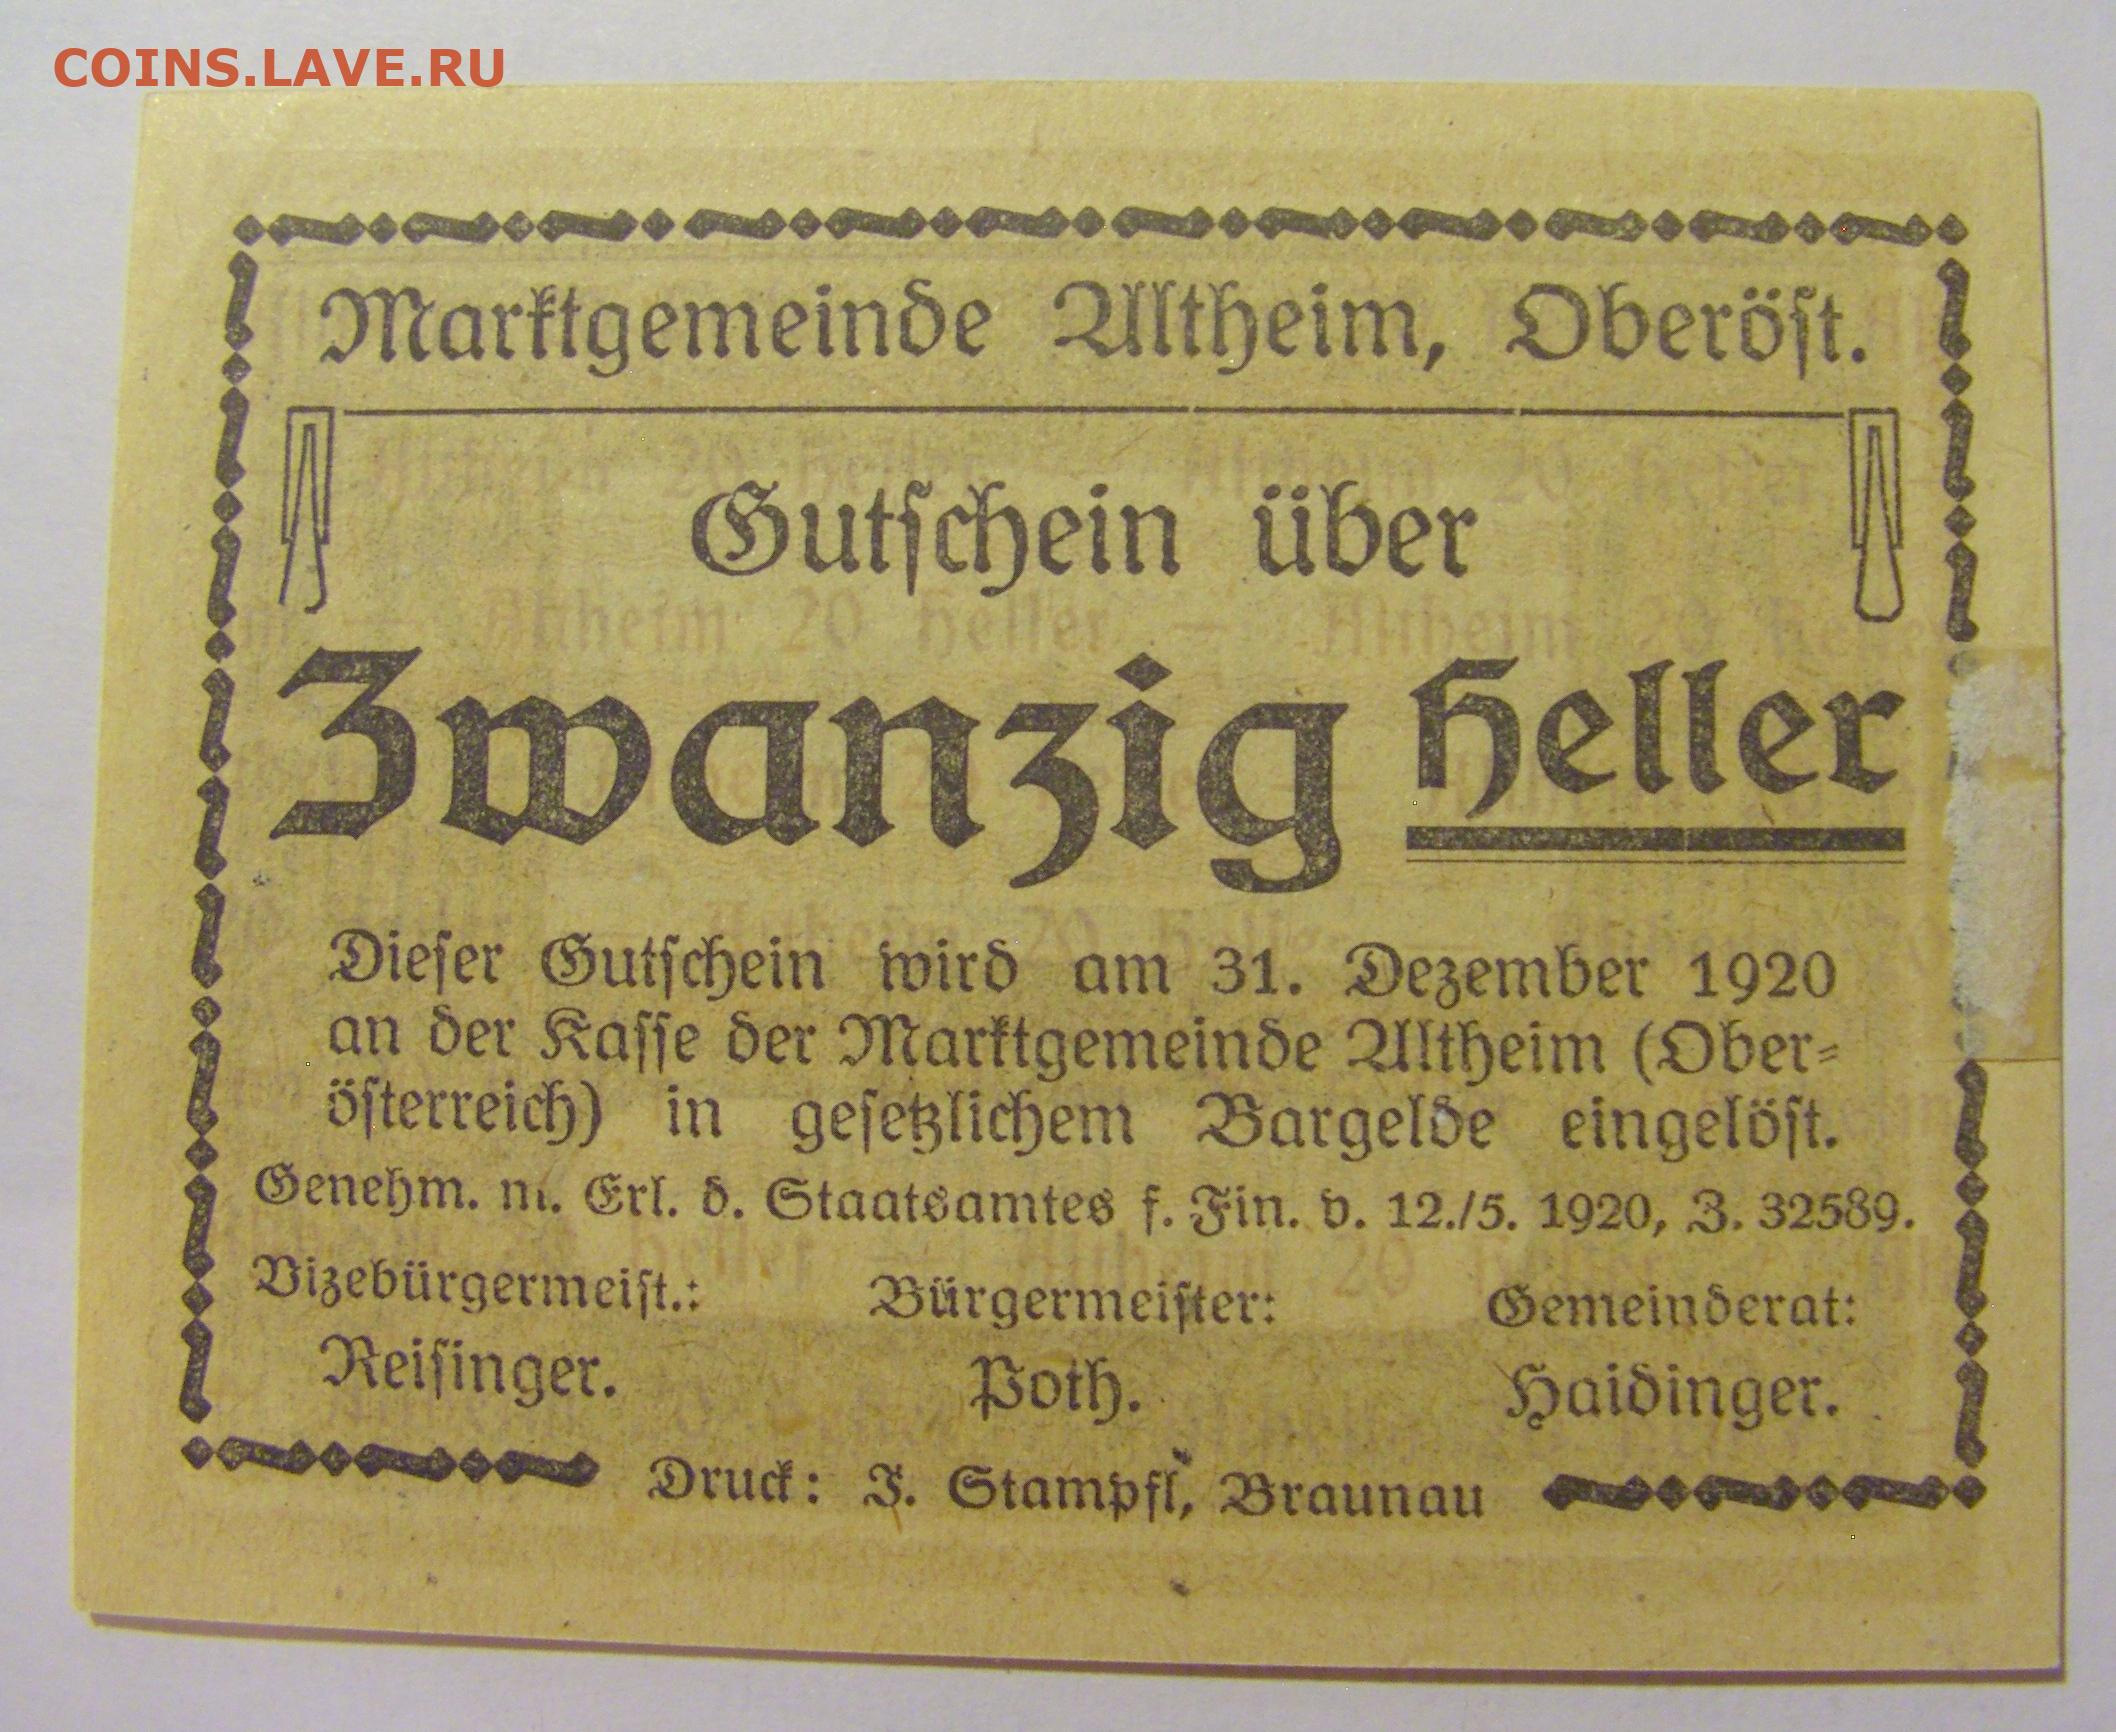 COINS.LAVE.RU
Marktgemeinde Altheim, Oberöst.
Gutschein über
Zwanzig Heller
Dieser Gutschein wird am 31. Dezember 1920
an der Kasse der Marktgemeinde Altheim (Ober-
österreich) in gesetzlichem Bargelde eingelöst.
Genehm. m. Erl. d. Staatsamtes f. Fin. v. 12./5. 1920, Z. 32589.
Vizebürgermeist.: Bürgermeister: Gemeinderat:
Reisinger. Poth. Haidinger.
Druck: J. Stampfl, Braunau